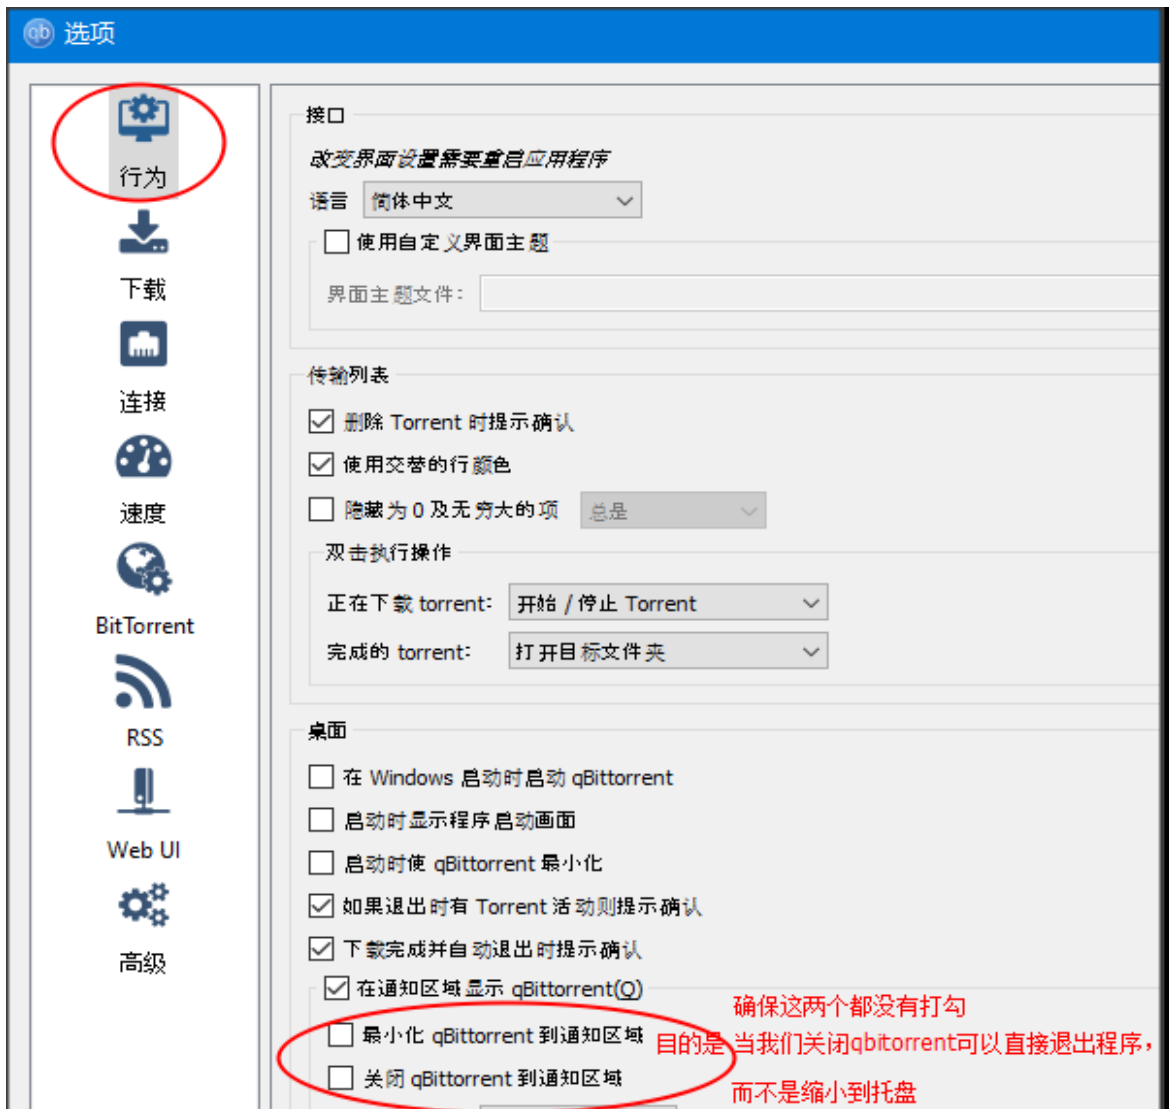 qb 选项
行为
下载
连接
速度
BitTorrent
RSS
Web UI
高级
接口
改变界面设置需要重启应用程序
语言 简体中文
使用自定义界面主题
界面主题文件:
传输列表
删除 Torrent 时提示确认
使用交替的行颜色
隐藏为 0 及无穷大的项 总是
双击执行操作
正在下载 torrent: 开始 / 停止 Torrent
完成的 torrent: 打开目标文件夹
桌面
在 Windows 启动时启动 qBittorrent
启动时显示程序启动画面
启动时使 qBittorrent 最小化
如果退出时有 Torrent 活动则提示确认
下载完成并自动退出时提示确认
在通知区域显示 qBittorrent(Q)
最小化 qBittorrent 到通知区域
关闭 qBittorrent 到通知区域
确保这两个都没有打勾
目的是 当我们关闭qbitorrent可以直接退出程序，
而不是缩小到托盘